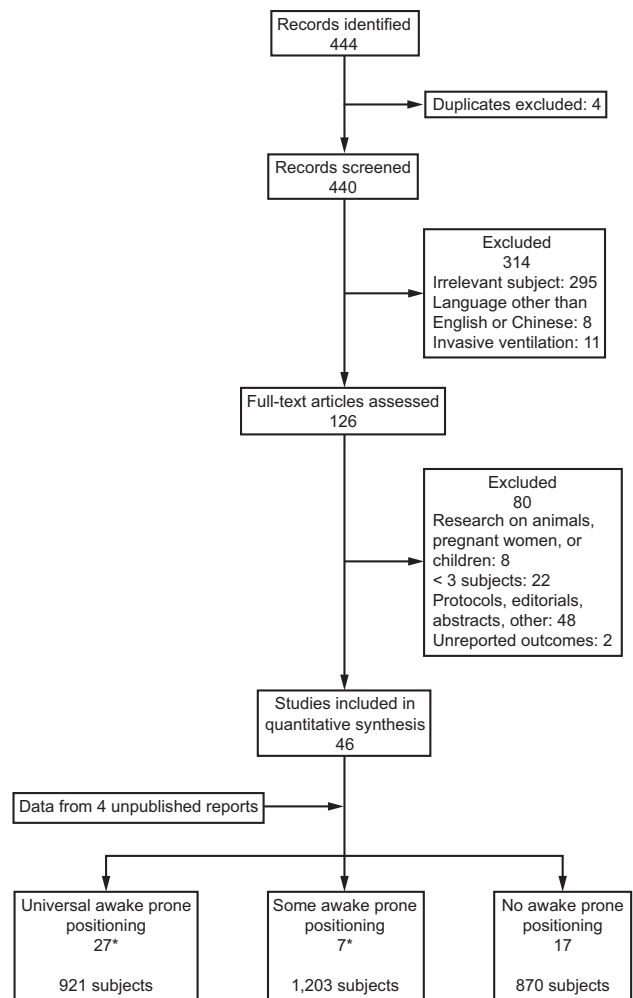 Records identified
444
Duplicates excluded: 4
Records screened
440
Excluded
314
Irrelevant subject: 295
Language other than
English or Chinese: 8
Invasive ventilation: 11
Full-text articles assessed
126
Excluded
80
Research on animals,
pregnant women, or
children: 8
< 3 subjects: 22
Protocols, editorials,
abstracts, other: 48
Unreported outcomes: 2
Studies included in
quantitative synthesis
46
Data from 4 unpublished reports
Universal awake prone
positioning
27*
921 subjects
Some awake prone
positioning
7*
1,203 subjects
No awake prone
positioning
17
870 subjects